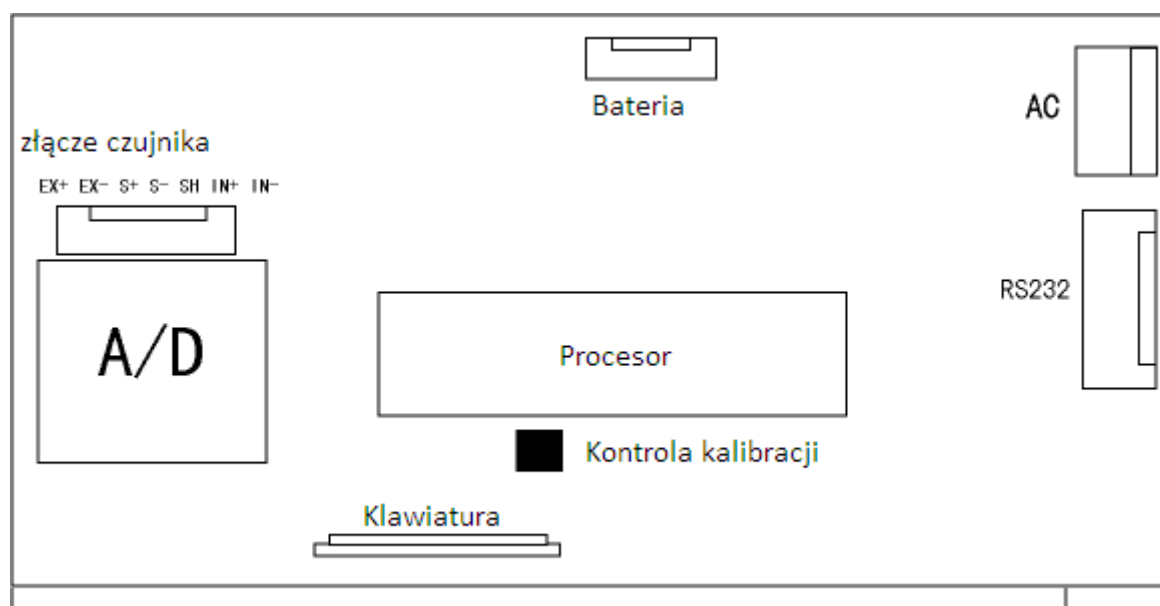 Bateria
AC
złącze czujnika
EX+ EX- S+ S- SH IN+ IN-
RS232
A/D
Procesor
Kontrola kalibracji
Klawiatura